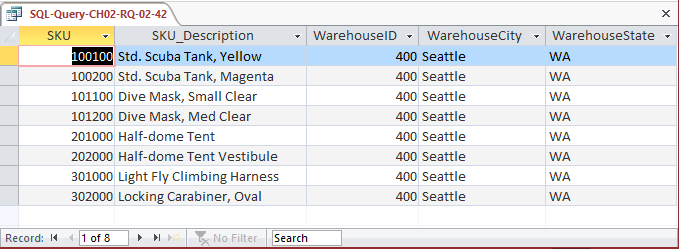 SQL-Query-CH02-RQ-02-42
SKU SKU_Description WarehouseID WarehouseCity WarehouseState
100100 Std. Scuba Tank, Yellow 400 Seattle WA
100200 Std. Scuba Tank, Magenta 400 Seattle WA
101100 Dive Mask, Small Clear 400 Seattle WA
101200 Dive Mask, Med Clear 400 Seattle WA
201000 Half-dome Tent 400 Seattle WA
202000 Half-dome Tent Vestibule 400 Seattle WA
301000 Light Fly Climbing Harness 400 Seattle WA
302000 Locking Carabiner, Oval 400 Seattle WA
Record: 1 of 8 No Filter Search